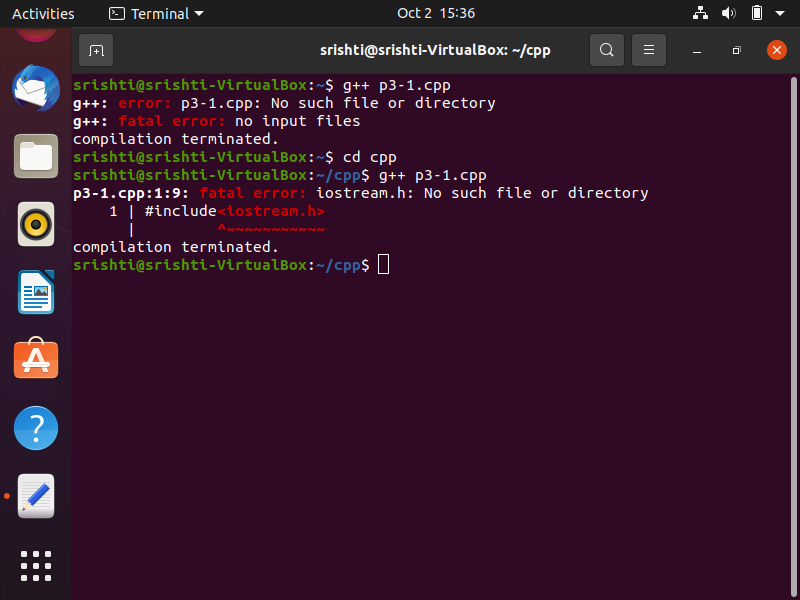 Activities Terminal Oct 2 15:36
srishti@srishti-VirtualBox: ~/cpp
srishti@srishti-VirtualBox:~$ g++ p3-1.cpp
g++: error: p3-1.cpp: No such file or directory
g++: fatal error: no input files
compilation terminated.
srishti@srishti-VirtualBox:~$ cd cpp
srishti@srishti-VirtualBox:~/cpp$ g++ p3-1.cpp
p3-1.cpp:1:9: fatal error: iostream.h: No such file or directory
    1 | #include<iostream.h>
      |         ^~~~~~~~~~~~
compilation terminated.
srishti@srishti-VirtualBox:~/cpp$